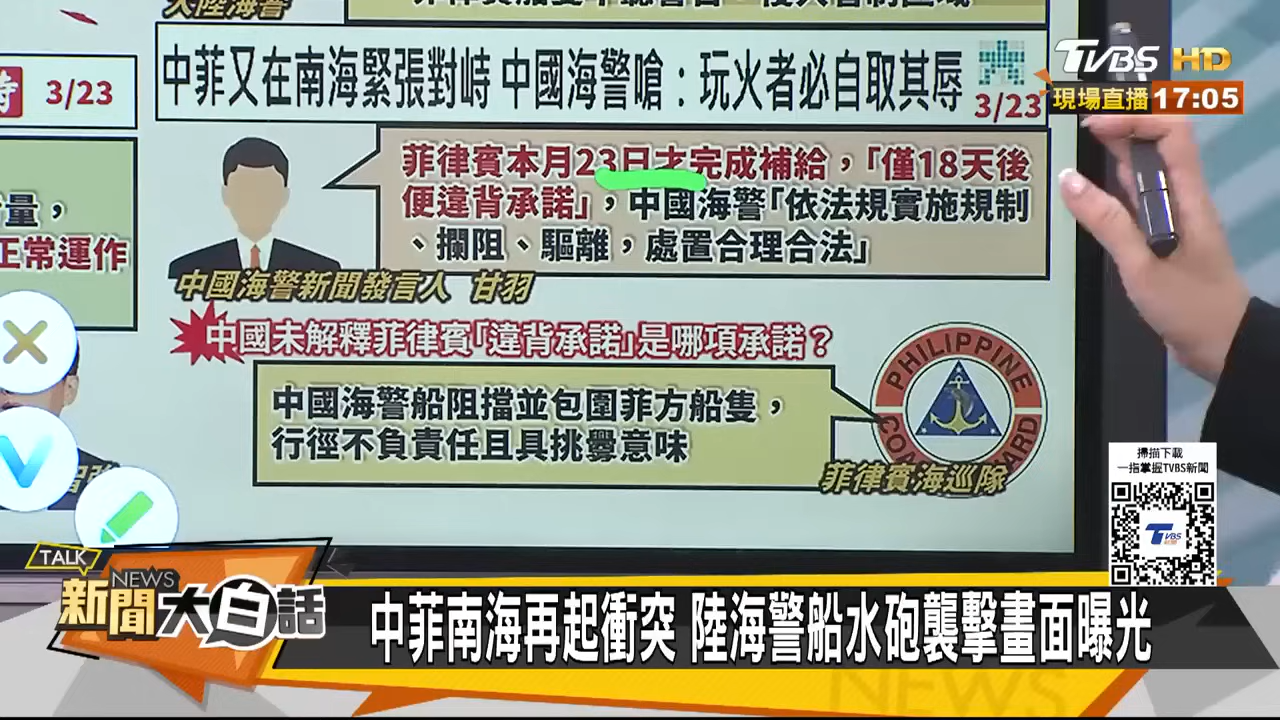 大陸海警
中菲又在南海緊張對峙 中國海警嗆：玩火者必自取其辱
3/23
3/23
TVBS HD
現場直播 17:05
菲律賓本月23日才完成補給，「僅18天後
便違背承諾」，中國海警「依法規實施規制
、攔阻、驅離，處置合理合法」
量，
正常運作
中國海警新聞發言人 甘羽
中國未解釋菲律賓「違背承諾」是哪項承諾？
中國海警船阻擋並包圍菲方船隻，
行徑不負責任且具挑釁意味
PHILIPPINE
菲律賓海巡隊
掃描下載
一指掌握TVBS新聞
TVBS
新聞
TALK
NEWS
新聞大白話
中菲南海再起衝突 陸海警船水砲襲擊畫面曝光
NEWS